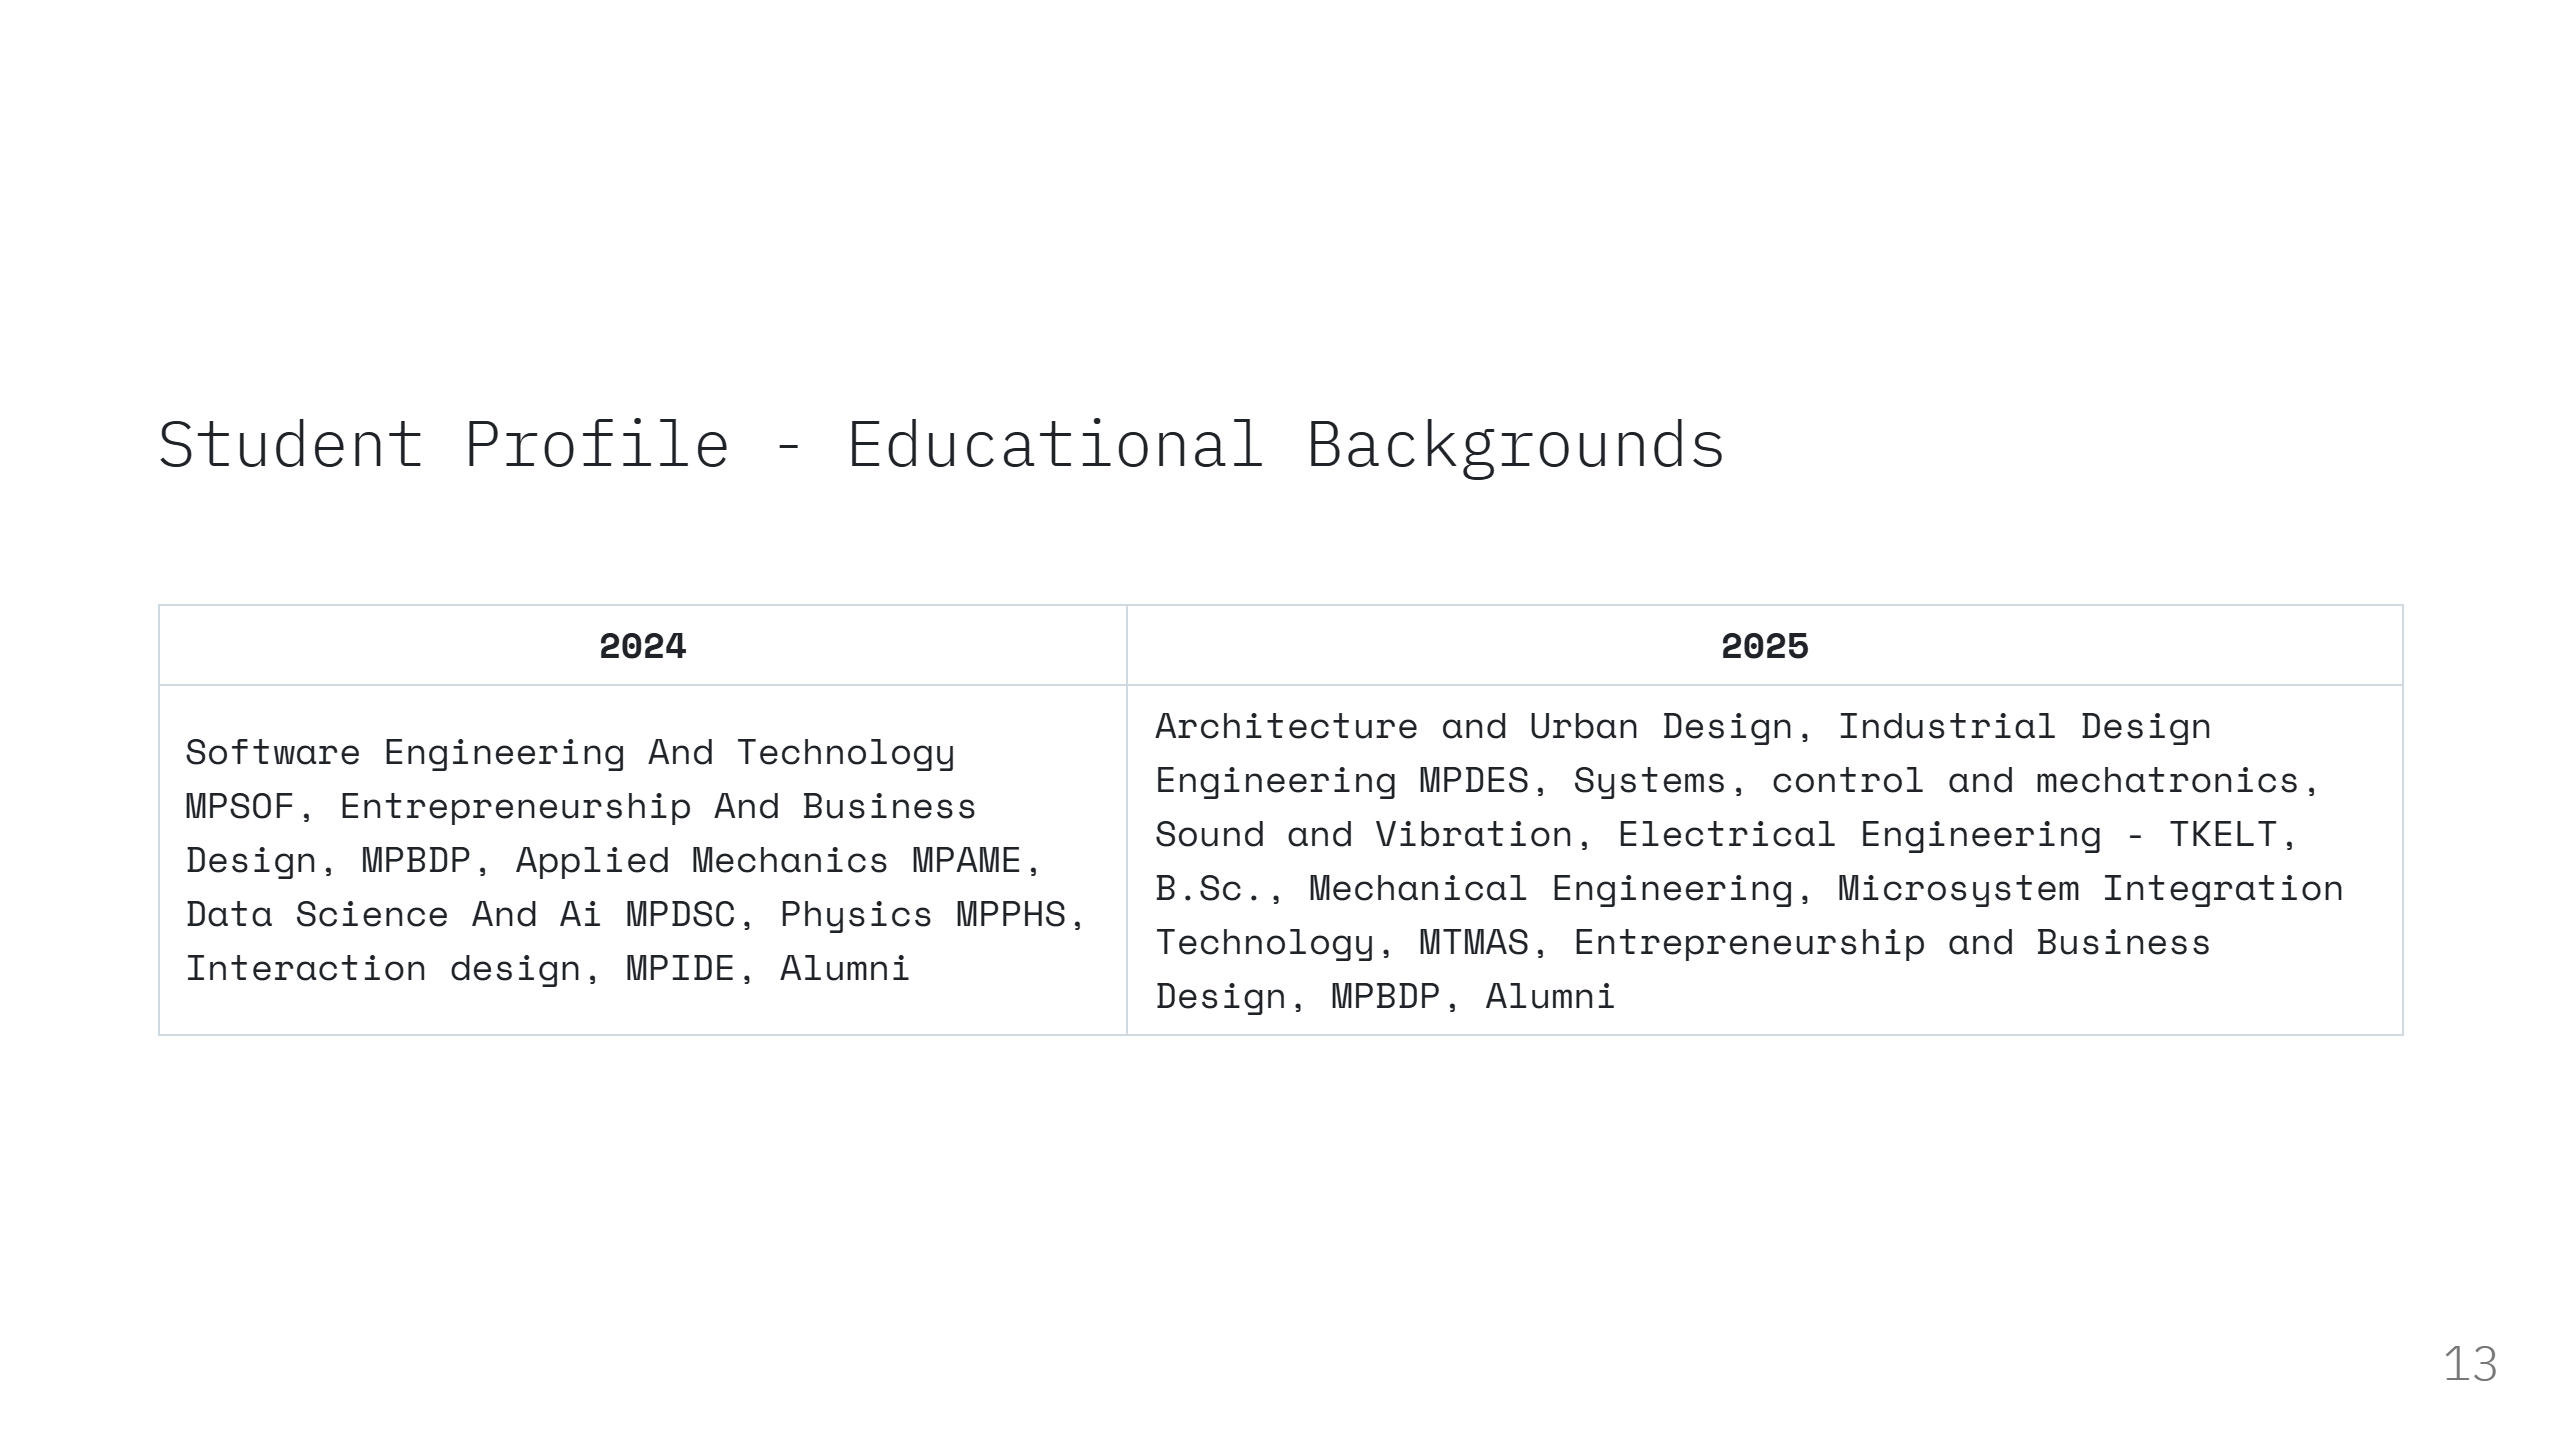 Student Profile - Educational Backgrounds
2024
2025
Software Engineering And Technology
MPSOF, Entrepreneurship And Business
Design, MPBDP, Applied Mechanics MPAME,
Data Science And Ai MPDSC, Physics MPPHS,
Interaction design, MPIDE, Alumni
Architecture and Urban Design, Industrial Design
Engineering MPDES, Systems, control and mechatronics,
Sound and Vibration, Electrical Engineering - TKELT,
B.Sc., Mechanical Engineering, Microsystem Integration
Technology, MTMAS, Entrepreneurship and Business
Design, MPBDP, Alumni
13